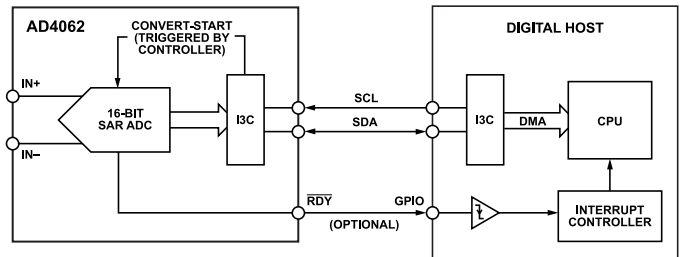 AD4062
CONVERT-START
(TRIGGERED BY
CONTROLLER)
IN+
IN–
16-BIT
SAR ADC
I3C
SCL
SDA
RDY
(OPTIONAL)
GPIO
DIGITAL HOST
I3C
DMA
CPU
INTERRUPT
CONTROLLER